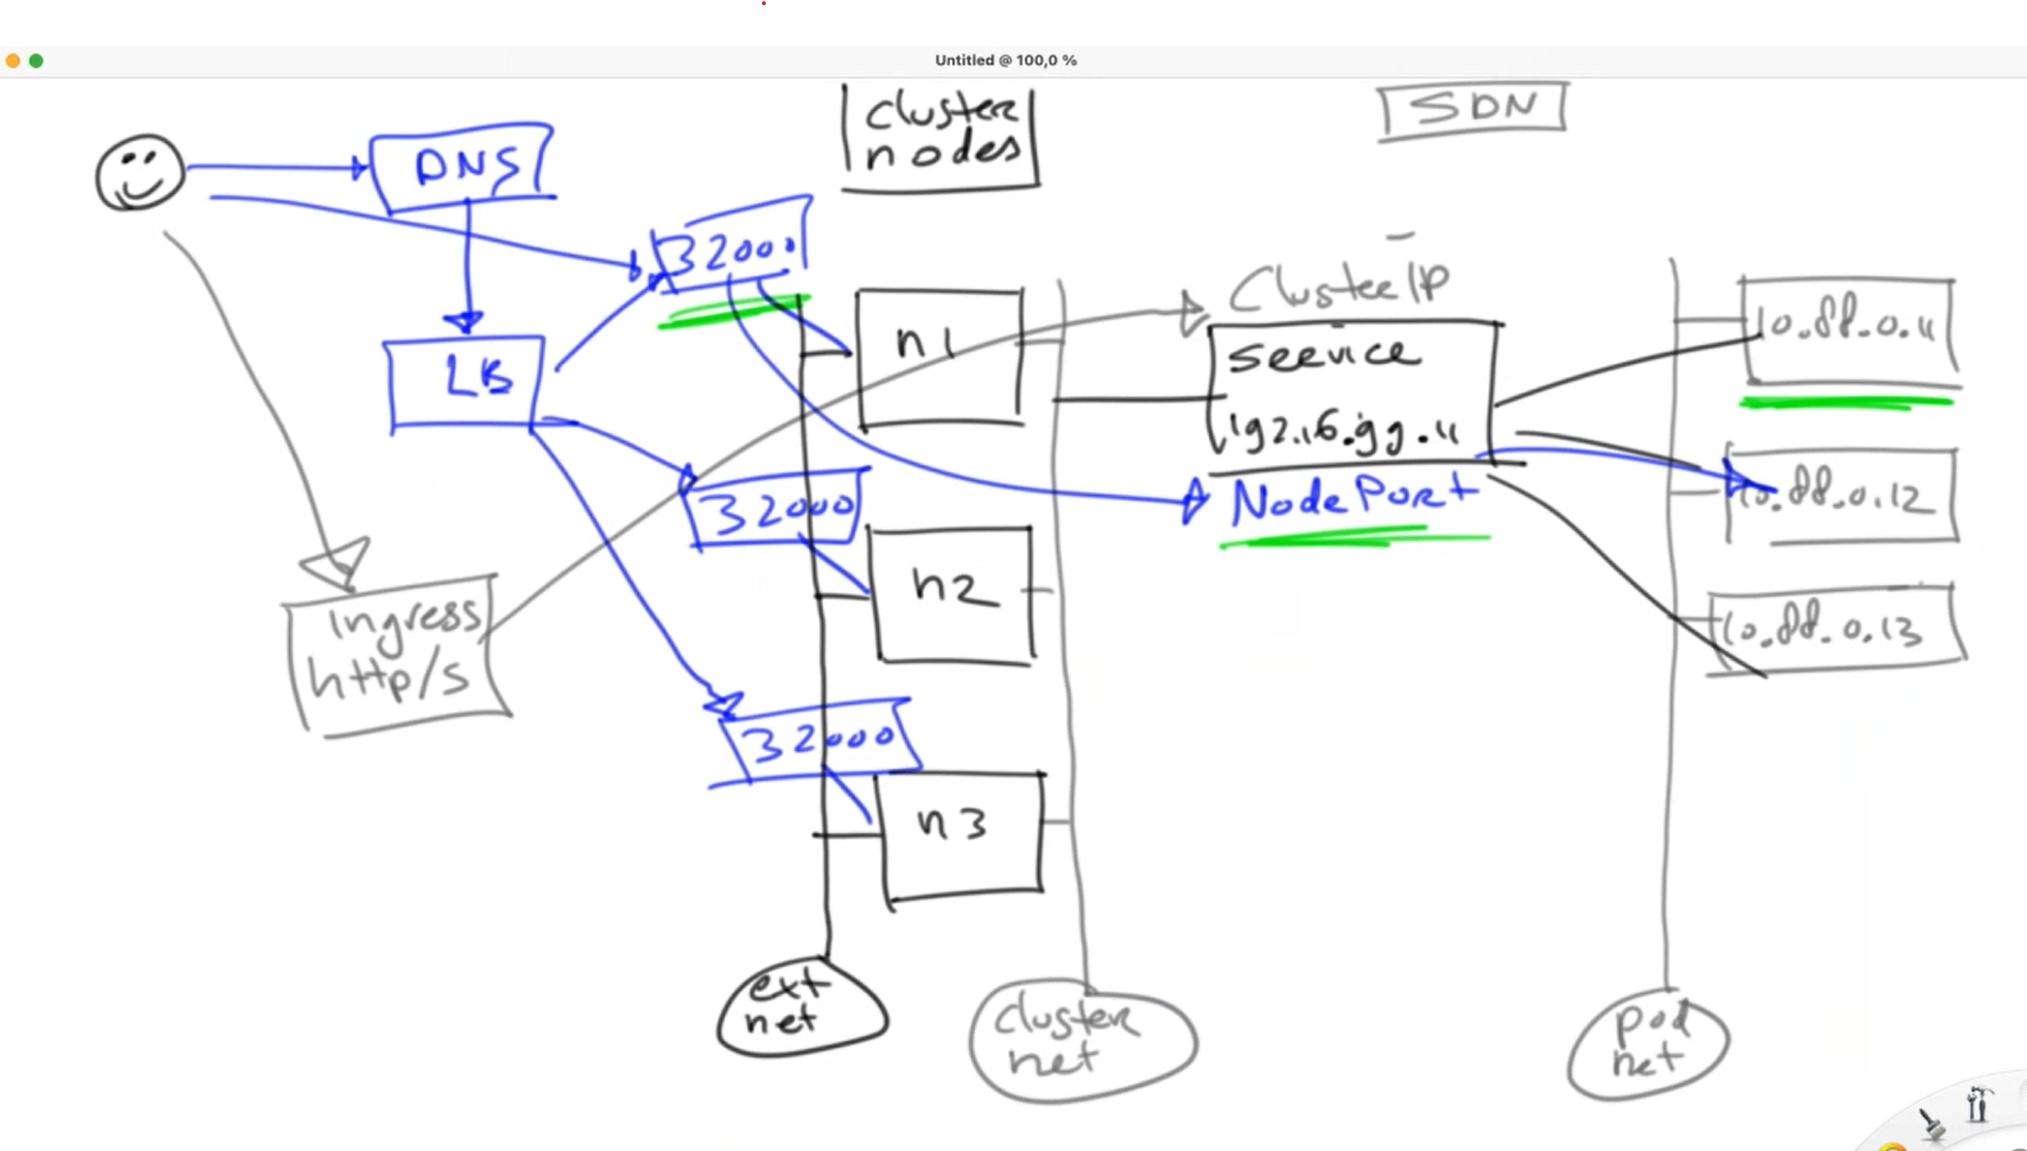 Untitled @ 100,0 %
cluster
nodes
SDN
DNS
32000
ClusterIP
10.88.0.11
n1
service
LB
192.16.99.11
NodePort
10.88.0.12
32000
n2
ingress
http/s
10.88.0.13
32000
n3
ext
net
cluster
net
pod
net